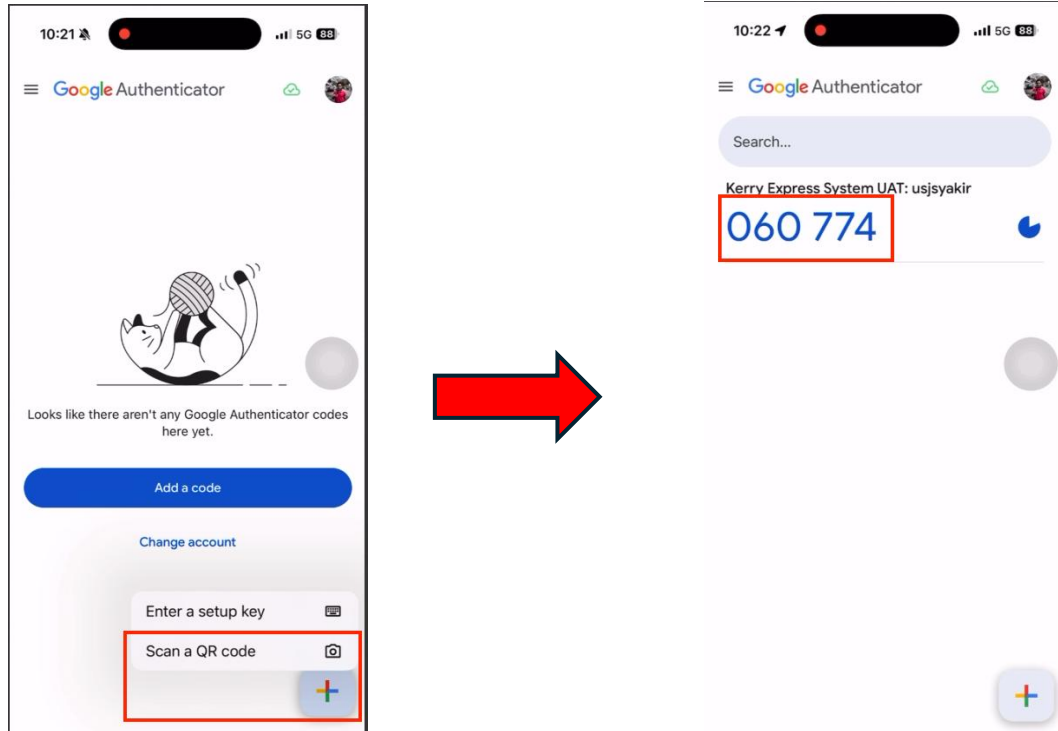 10:21
5G 88
Google Authenticator
Looks like there aren't any Google Authenticator codes
here yet.
Add a code
Change account
Enter a setup key
Scan a QR code
10:22
5G 88
Google Authenticator
Search...
Kerry Express System UAT: usjsyakir
060 774